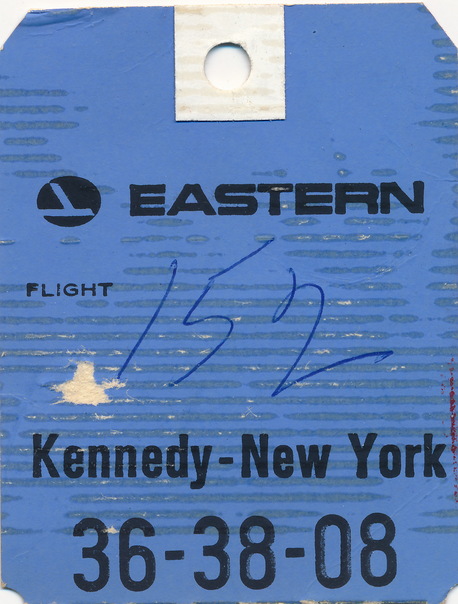 EASTERN
FLIGHT 152
Kennedy-New York
36-38-08